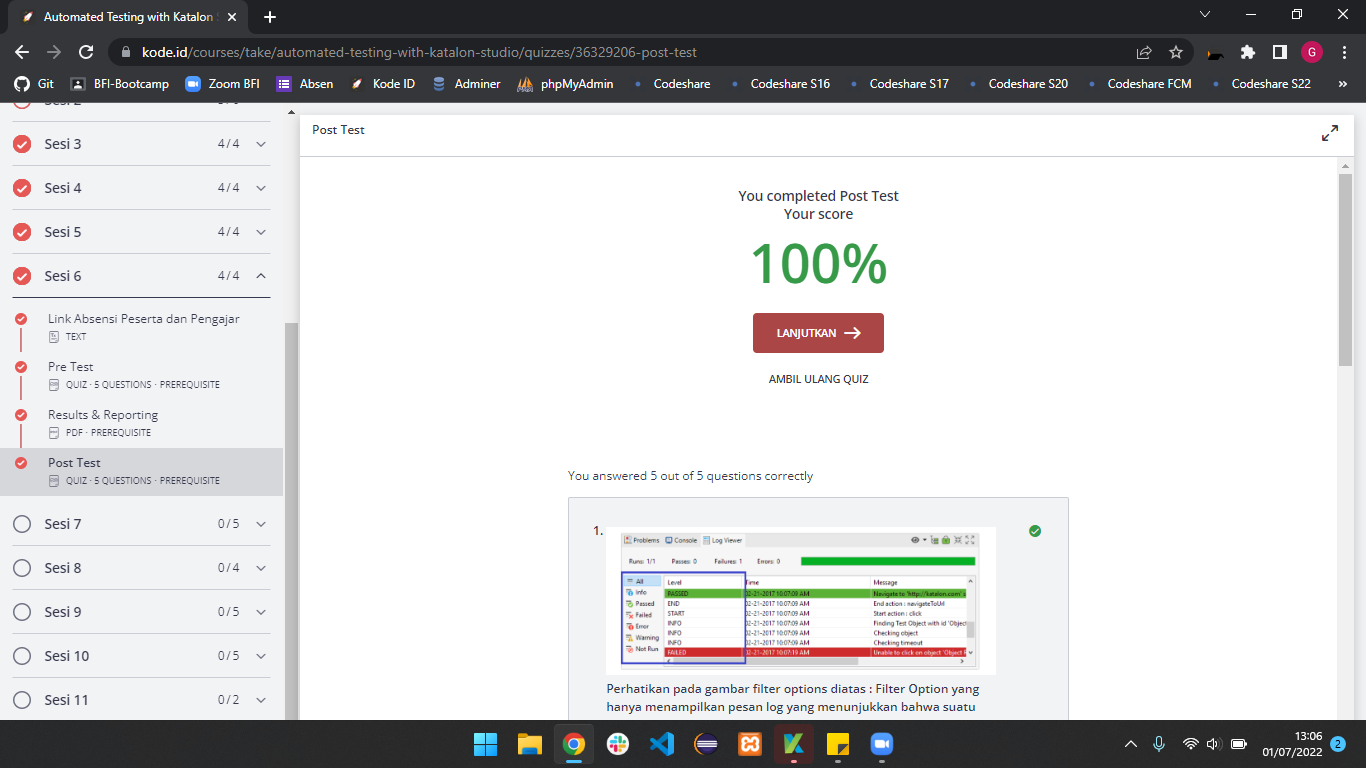 Automated Testing with Katalon S
kode.id/courses/take/automated-testing-with-katalon-studio/quizzes/36329206-post-test
G
Git
BFI-Bootcamp
Zoom BFI
Absen
Kode ID
Adminer
phpMyAdmin
Codeshare
Codeshare S16
Codeshare S17
Codeshare S20
Codeshare FCM
Codeshare S22
»
Sesi 3 4 / 4
Sesi 4 4 / 4
Sesi 5 4 / 4
Sesi 6 4 / 4
Link Absensi Peserta dan Pengajar
TEXT
Pre Test
QUIZ · 5 QUESTIONS · PREREQUISITE
Results & Reporting
PDF · PREREQUISITE
Post Test
QUIZ · 5 QUESTIONS · PREREQUISITE
Sesi 7 0 / 5
Sesi 8 0 / 4
Sesi 9 0 / 5
Sesi 10 0 / 5
Sesi 11 0 / 2
Post Test
You completed Post Test
Your score
100%
LANJUTKAN
AMBIL ULANG QUIZ
You answered 5 out of 5 questions correctly
1.
Problems Console Log Viewer
Runs: 1/1 Passes: 0 Failures: 1 Errors: 0
All
Info
Passed
Failed
Error
Warning
Not Run
Level Time Message
PASSED 02-21-2017 10:07:09 AM Navigate to 'http://katalon.com' s
END 02-21-2017 10:07:09 AM End action : navigateToUrl
START 02-21-2017 10:07:09 AM Start action : click
INFO 02-21-2017 10:07:09 AM Finding Test Object with id 'Object
INFO 02-21-2017 10:07:09 AM Checking object
INFO 02-21-2017 10:07:09 AM Checking timeout
FAILED 02-21-2017 10:07:19 AM Unable to click on object 'Object
Perhatikan pada gambar filter options diatas : Filter Option yang
hanya menampilkan pesan log yang menunjukkan bahwa suatu
13:06
01/07/2022
2